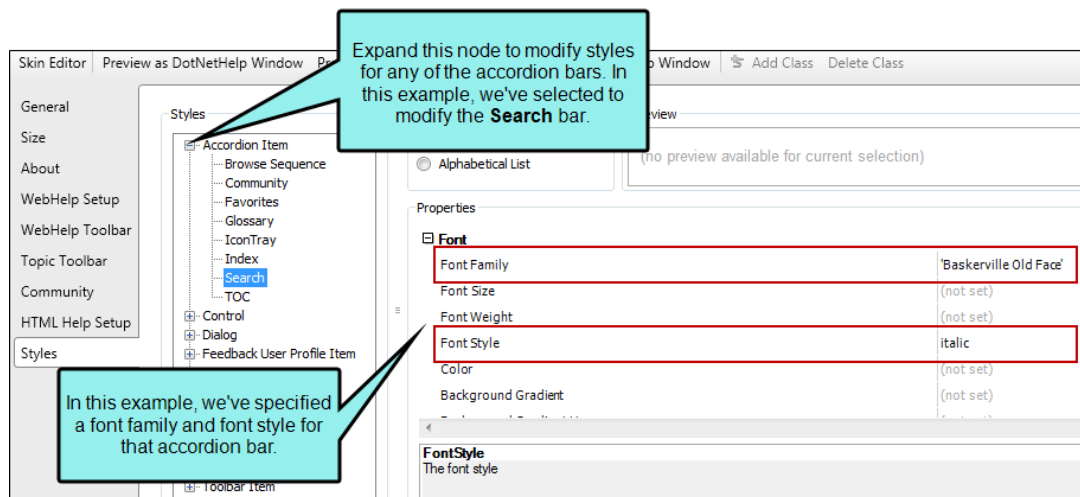 Expand this node to modify styles
for any of the accordion bars. In
this example, we've selected to
modify the Search bar.
Skin Editor Preview as DotNetHelp Window Window Add Class Delete Class
General
Size
About
WebHelp Setup
WebHelp Toolbar
Topic Toolbar
Community
HTML Help Setup
Styles
Styles
Accordion Item
Browse Sequence
Community
Favorites
Glossary
IconTray
Index
Search
TOC
Control
Dialog
Feedback User Profile Item
Toolbar Item
Alphabetical List
(no preview available for current selection)
Properties
Font
Font Family 'Baskerville Old Face'
Font Size (not set)
Font Weight (not set)
Font Style italic
Color (not set)
Background Gradient (not set)
FontStyle
The font style
In this example, we've specified
a font family and font style for
that accordion bar.